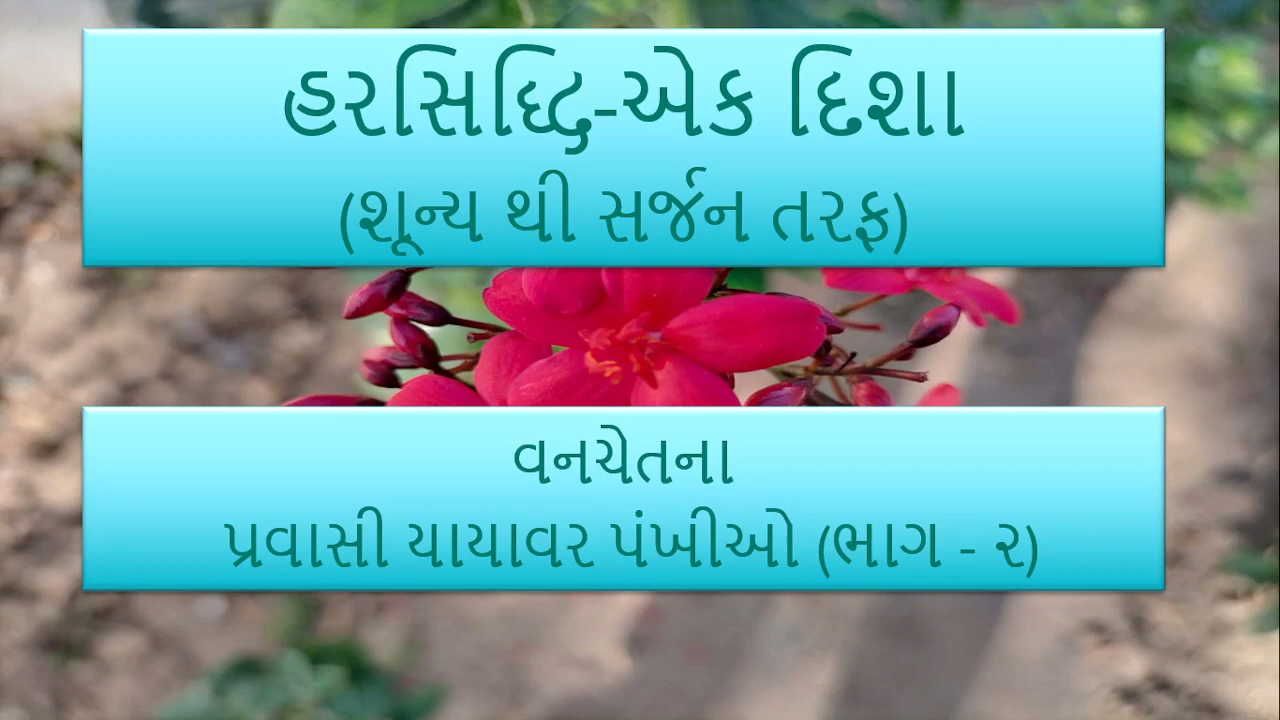 હરસિદ્ધિ-એક દિશા
(શૂન્ય થી સર્જન તરફ)
વનચેતના
પ્રવાસી યાયાવર પંખીઓ (ભાગ - ૨)